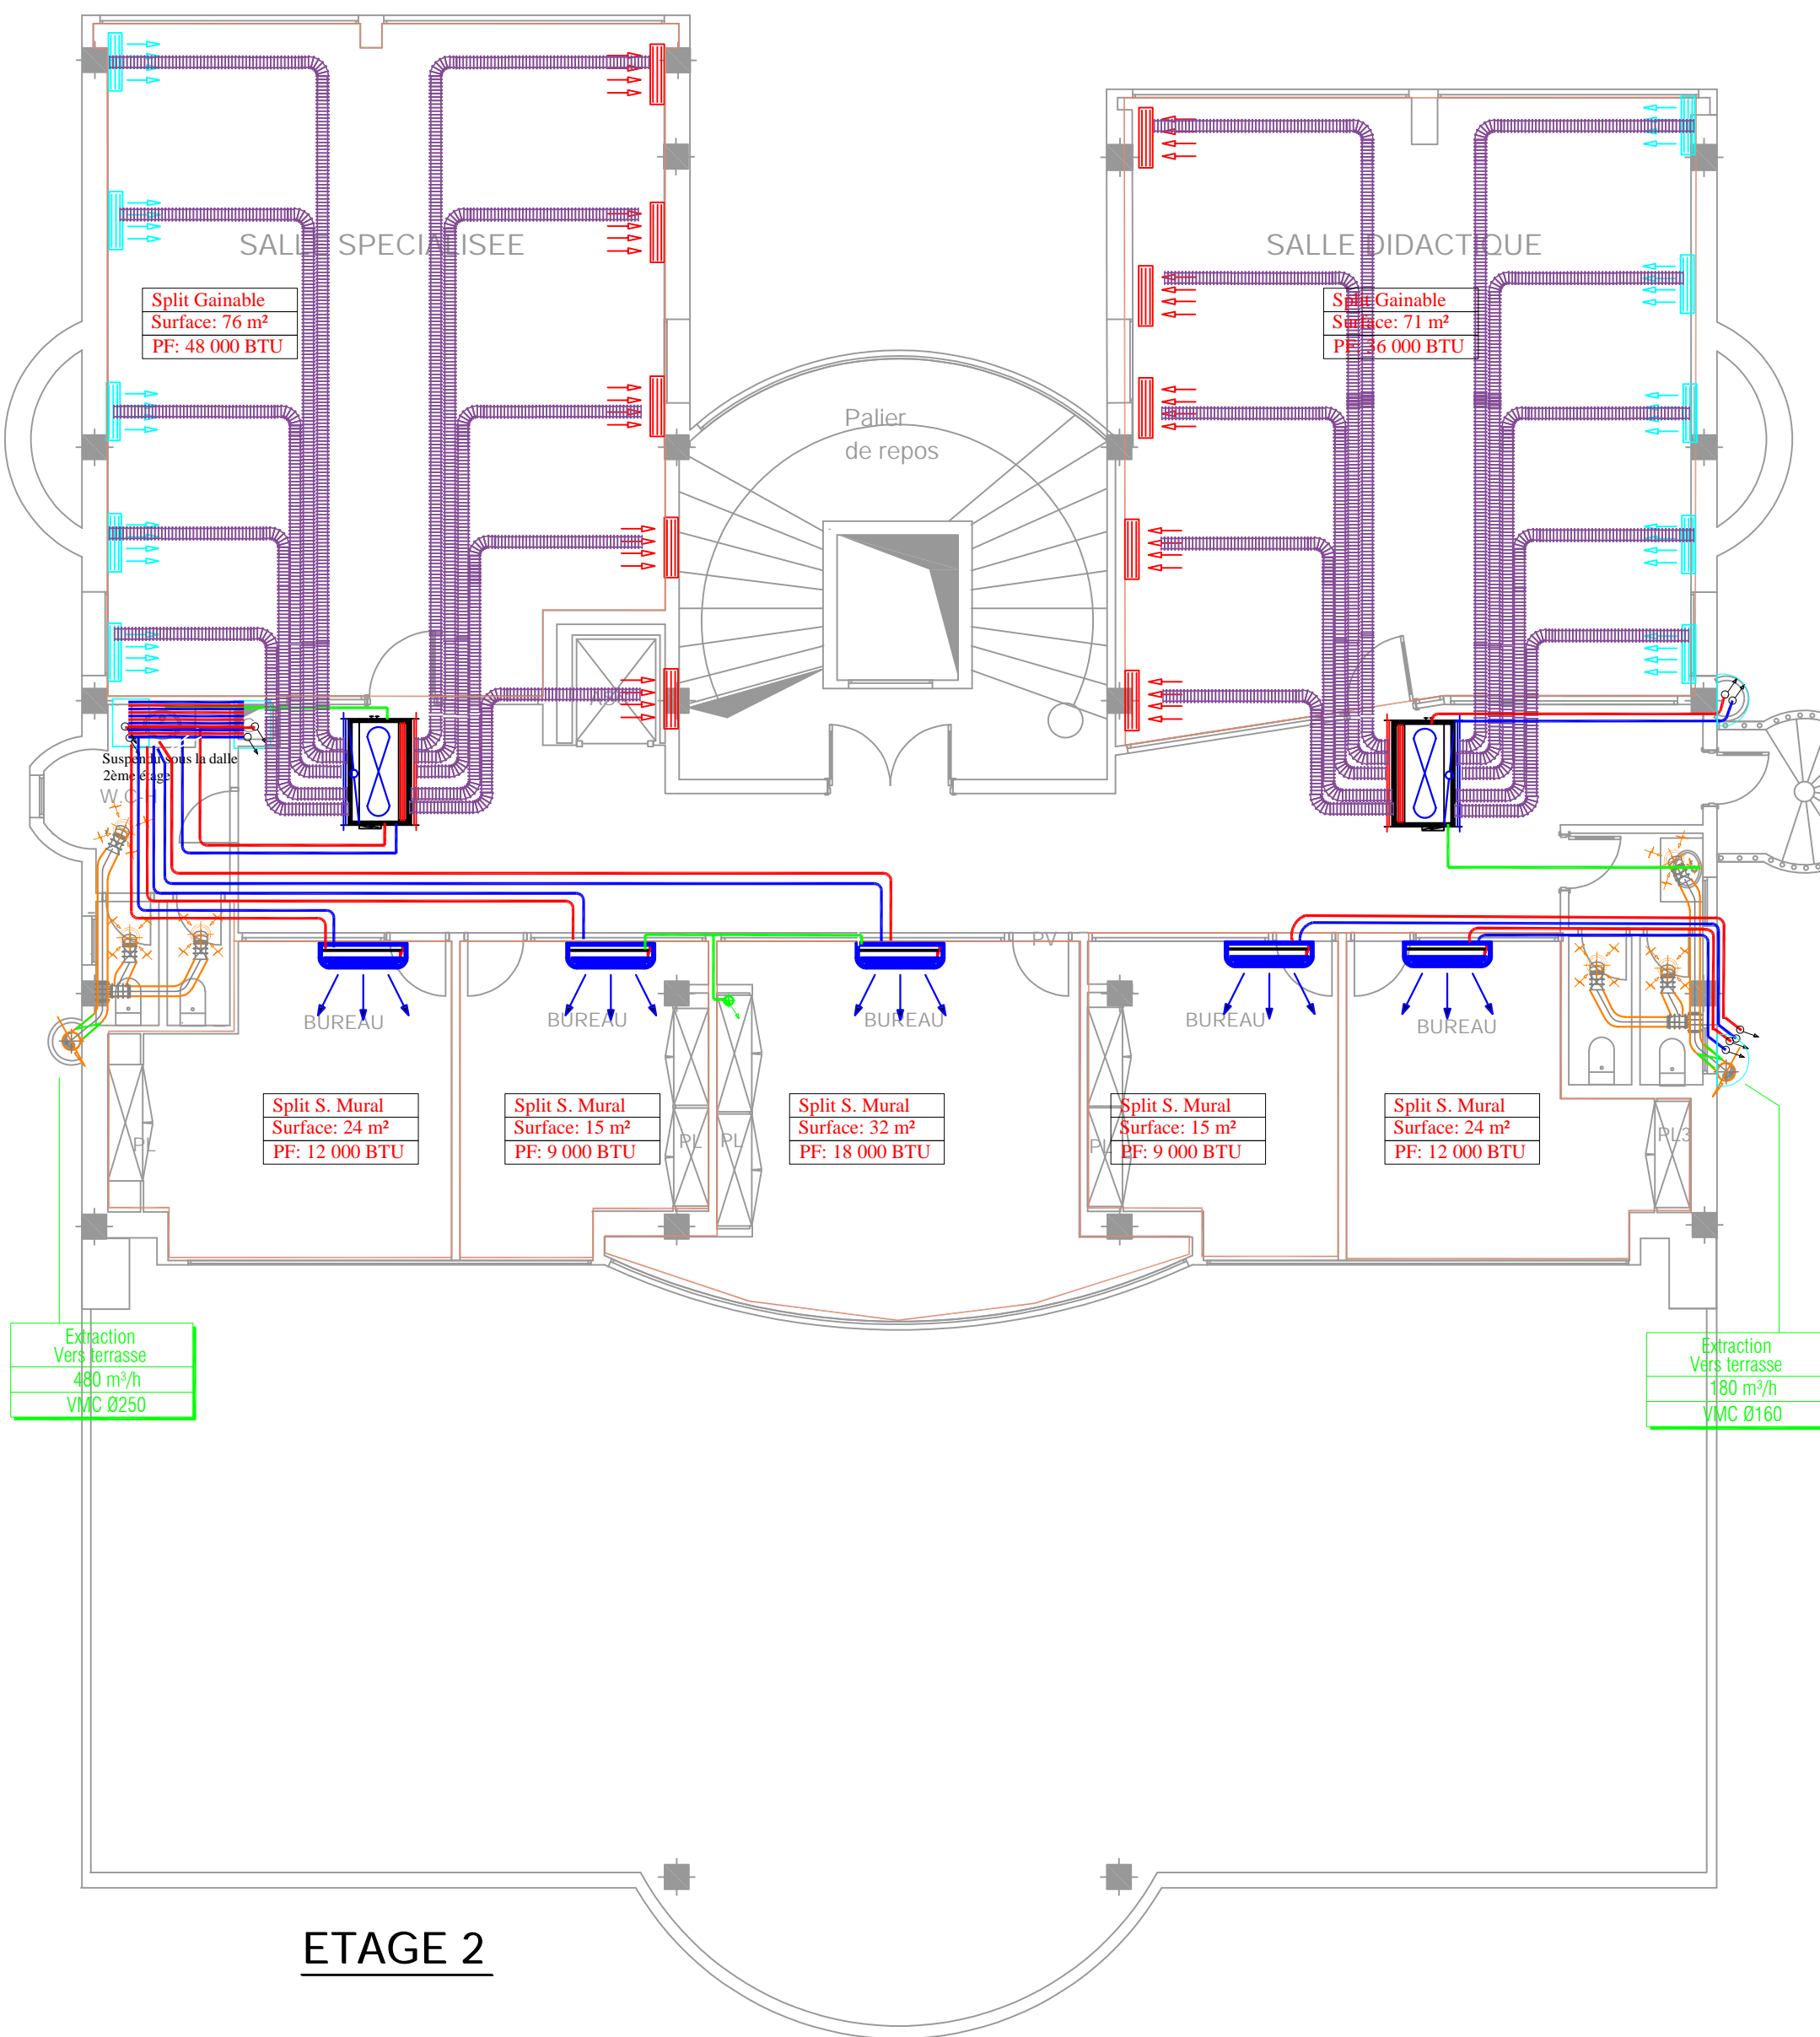 SALLE SPECIALISEE
SALLE DIDACTIQUE
Split Gainable
Surface: 76 m²
PF: 48 000 BTU
Split Gainable
Surface: 71 m²
PF: 36 000 BTU
Palier
de repos
Suspendu sous la dalle
2ème étage
W.C-H
PV
BUREAU
BUREAU
BUREAU
BUREAU
BUREAU
Split S. Mural
Surface: 24 m²
PF: 12 000 BTU
Split S. Mural
Surface: 15 m²
PF: 9 000 BTU
Split S. Mural
Surface: 32 m²
PF: 18 000 BTU
Split S. Mural
Surface: 15 m²
PF: 9 000 BTU
Split S. Mural
Surface: 24 m²
PF: 12 000 BTU
PL
PL
PL
PL
PL3
Extraction
Vers terrasse
480 m³/h
VMC Ø250
Extraction
Vers terrasse
180 m³/h
VMC Ø160
ETAGE 2